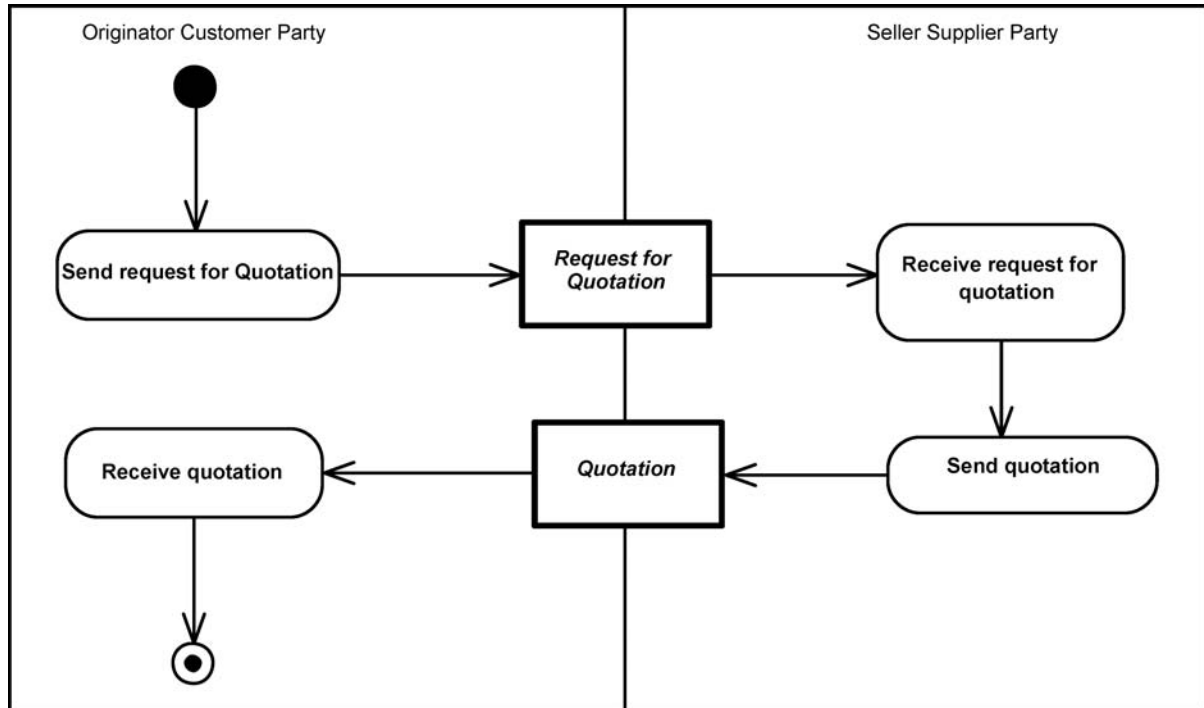 Originator Customer Party
Seller Supplier Party
Send request for Quotation
Request for
Quotation
Receive request for
quotation
Receive quotation
Quotation
Send quotation